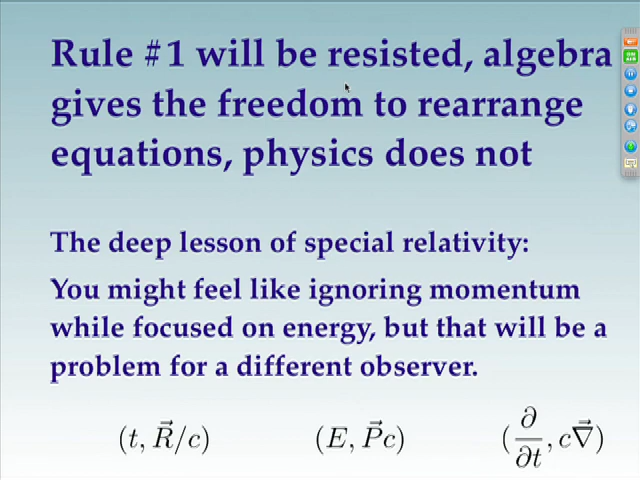 Rule #1 will be resisted, algebra
gives the freedom to rearrange
equations, physics does not
The deep lesson of special relativity:
You might feel like ignoring momentum
while focused on energy, but that will be a
problem for a different observer.
(t, R⃗/c) (E, P⃗c) (∂/∂t, c∇⃗)